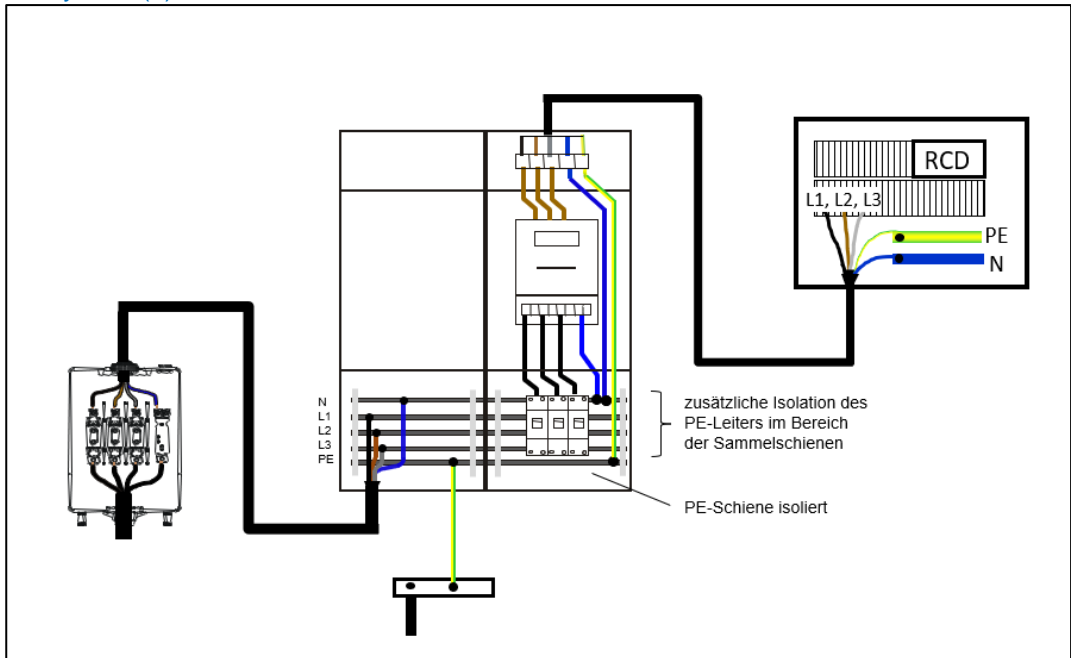 RCD
L1, L2, L3
PE
N
N
L1
L2
L3
PE
zusätzliche Isolation des
PE-Leiters im Bereich
der Sammelschienen
PE-Schiene isoliert